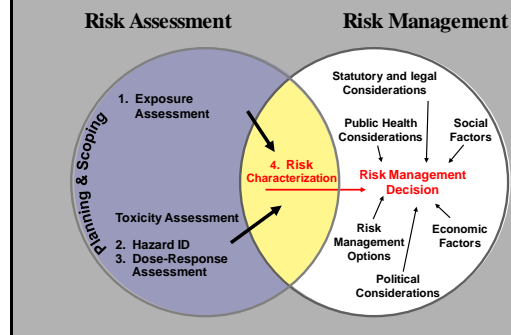 Risk Assessment
Risk Management
Planning & Scoping
1. Exposure
Assessment
Toxicity Assessment
2. Hazard ID
3. Dose-Response
Assessment
4. Risk
Characterization
Statutory and legal
Considerations
Public Health
Considerations
Social
Factors
Risk Management
Decision
Risk
Management
Options
Economic
Factors
Political
Considerations